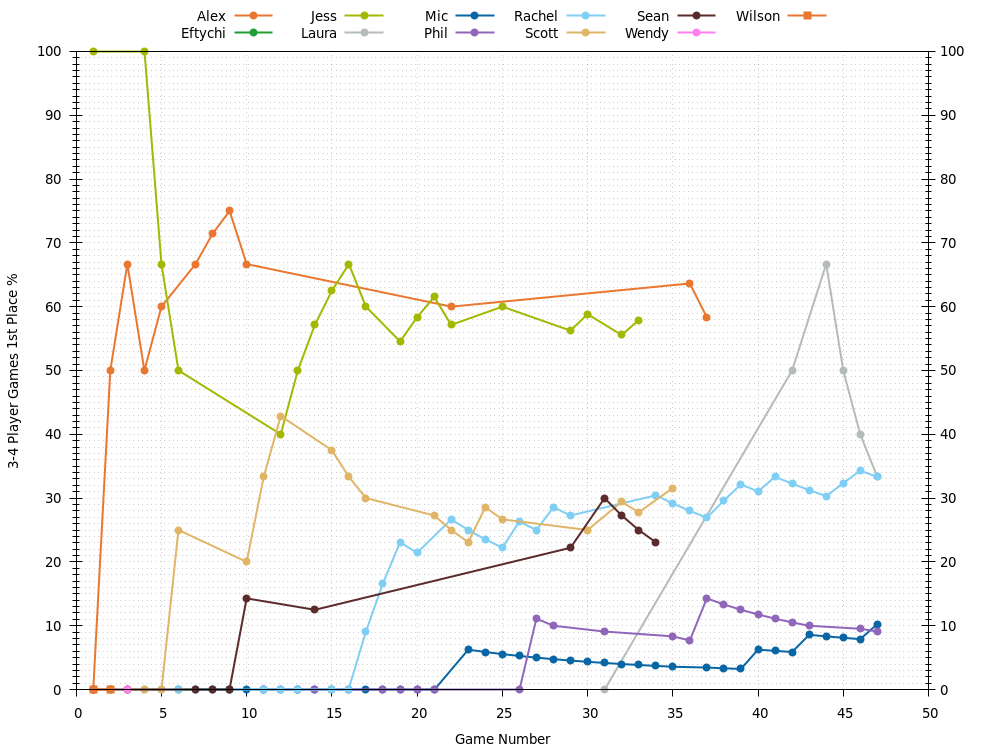 Alex Jess Mic Rachel Sean Wilson
Eftychi Laura Phil Scott Wendy
100 100
90 90
80 80
70 70
60 60
50 50
40 40
30 30
20 20
10 10
0 0
0 5 10 15 20 25 30 35 40 45 50
3-4 Player Games 1st Place %
Game Number